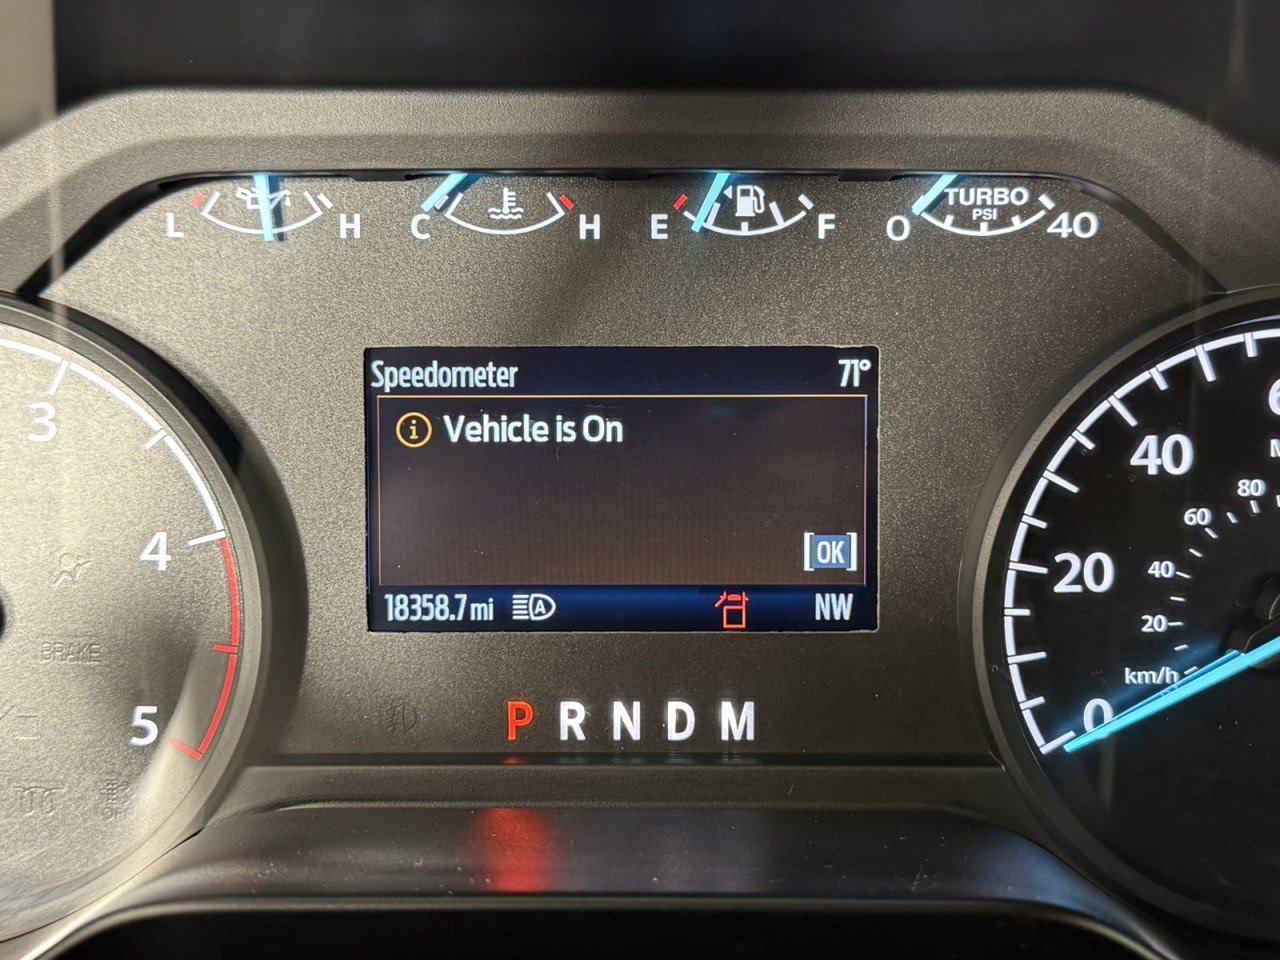 L H C H E F O TURBO PSI 40
Speedometer 71°
i Vehicle is On
[OK]
18358.7 mi A NW
P R N D M
3
4
5
BRAKE
40
20
0
80
60
40
20
km/h